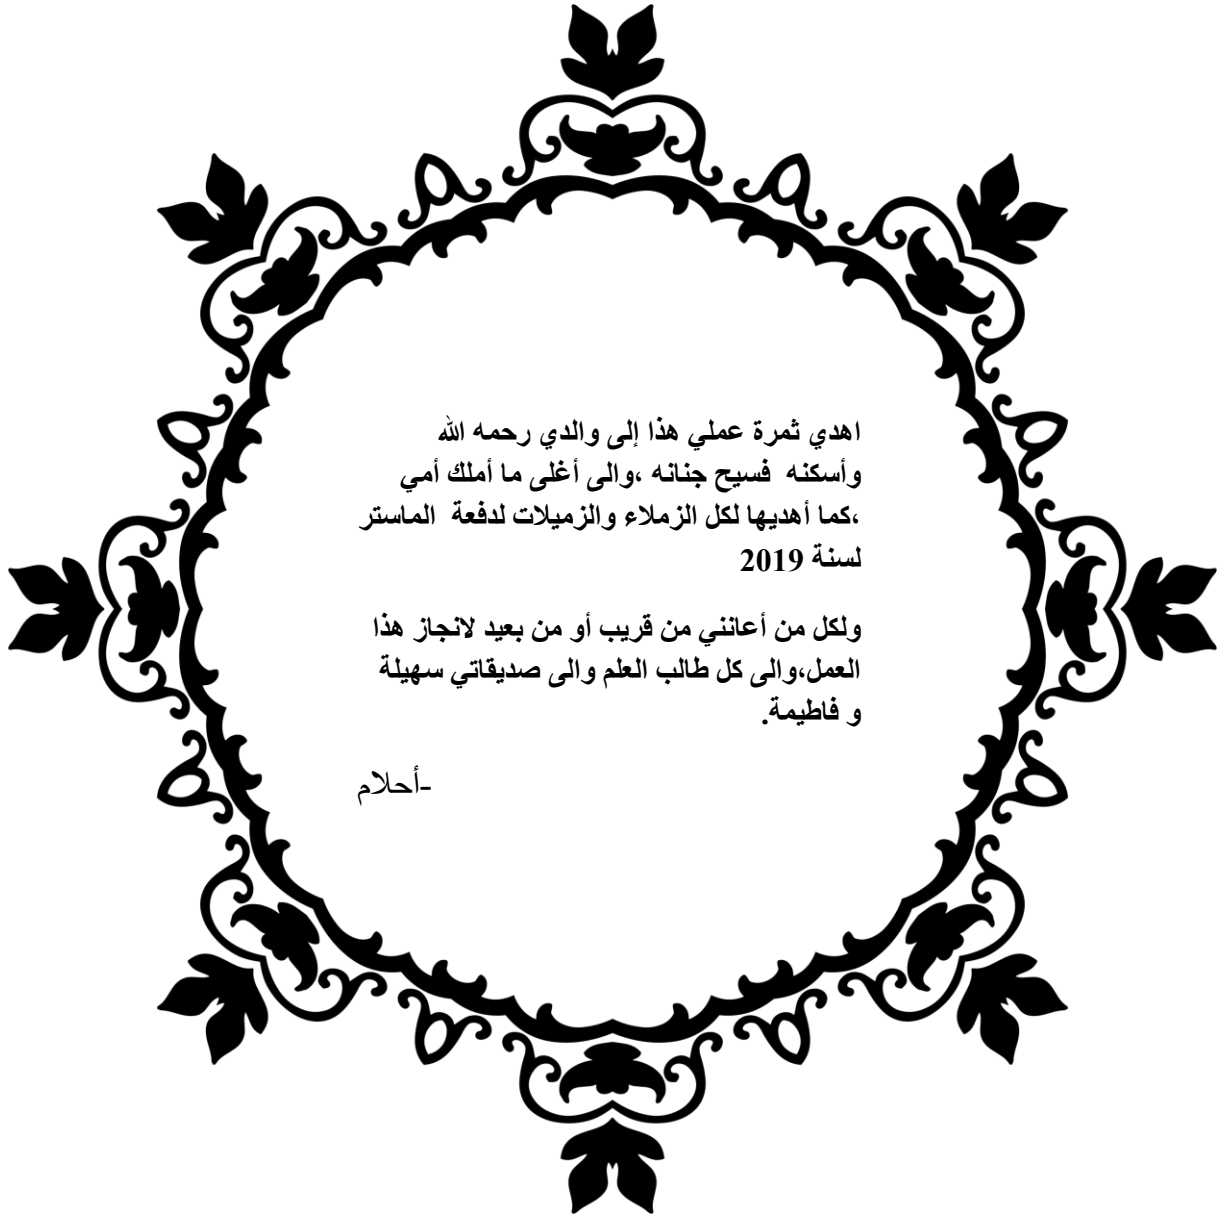 اهدي ثمرة عملي هذا إلى والدي رحمه الله
وأسكنه فسيح جنانه ،والى أغلى ما أملك أمي
،كما أهديها لكل الزملاء والزميلات لدفعة الماستر
لسنة 2019
ولكل من أعانني من قريب أو من بعيد لانجاز هذا
العمل،والى كل طالب العلم والى صديقاتي سهيلة
و فاطيمة.
-أحلام